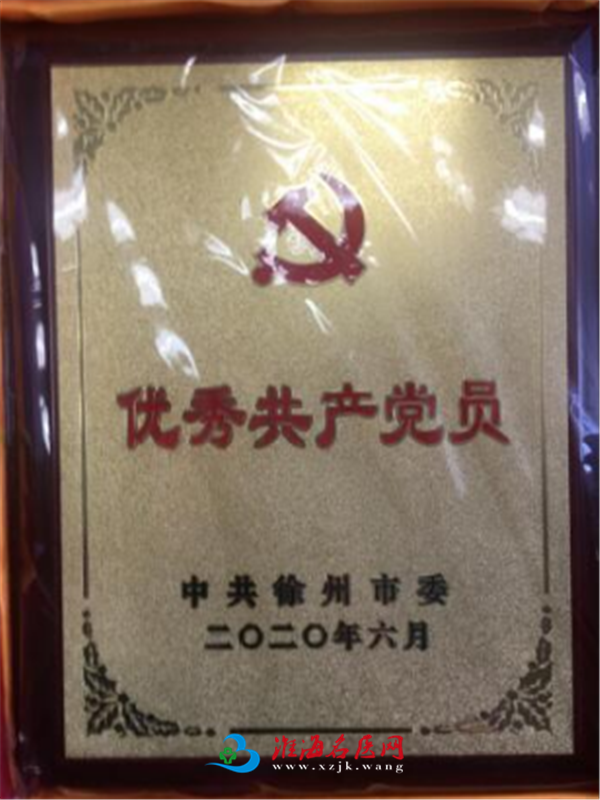 优秀共产党员
中共徐州市委
二〇二〇年六月
淮海名医网
www.xzjk.wang